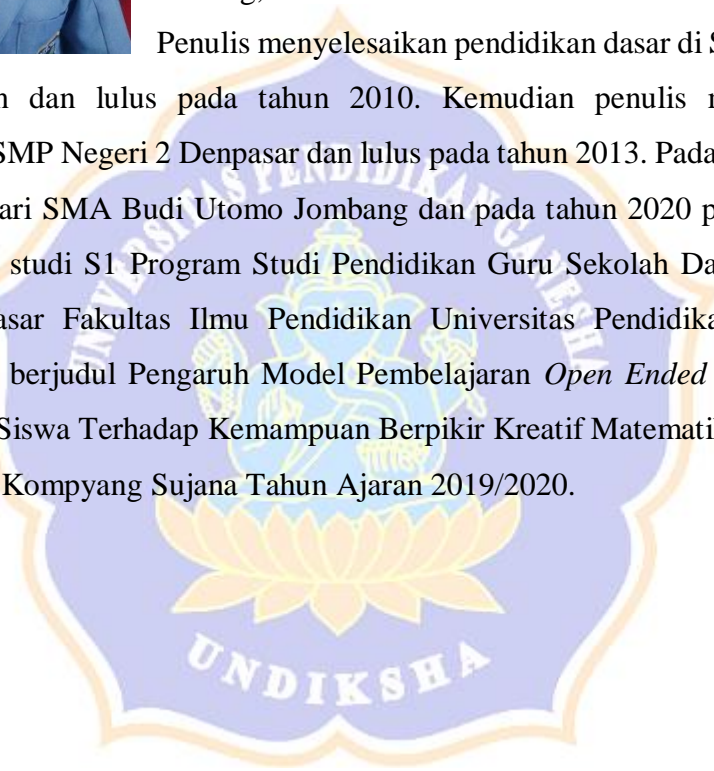 Penulis menyelesaikan pendidikan dasar di
dan lulus pada tahun 2010. Kemudian penulis
SMP Negeri 2 Denpasar dan lulus pada tahun 2013. Pada
ari SMA Budi Utomo Jombang dan pada tahun 2020
studi S1 Program Studi Pendidikan Guru Sekolah
asar Fakultas Ilmu Pendidikan Universitas
berjudul Pengaruh Model Pembelajaran Open Ended
Siswa Terhadap Kemampuan Berpikir Kreatif
Kompyang Sujana Tahun Ajaran 2019/2020.
UNIVERSITAS PENDIDIKAN GANESHA
UNDIKSHA